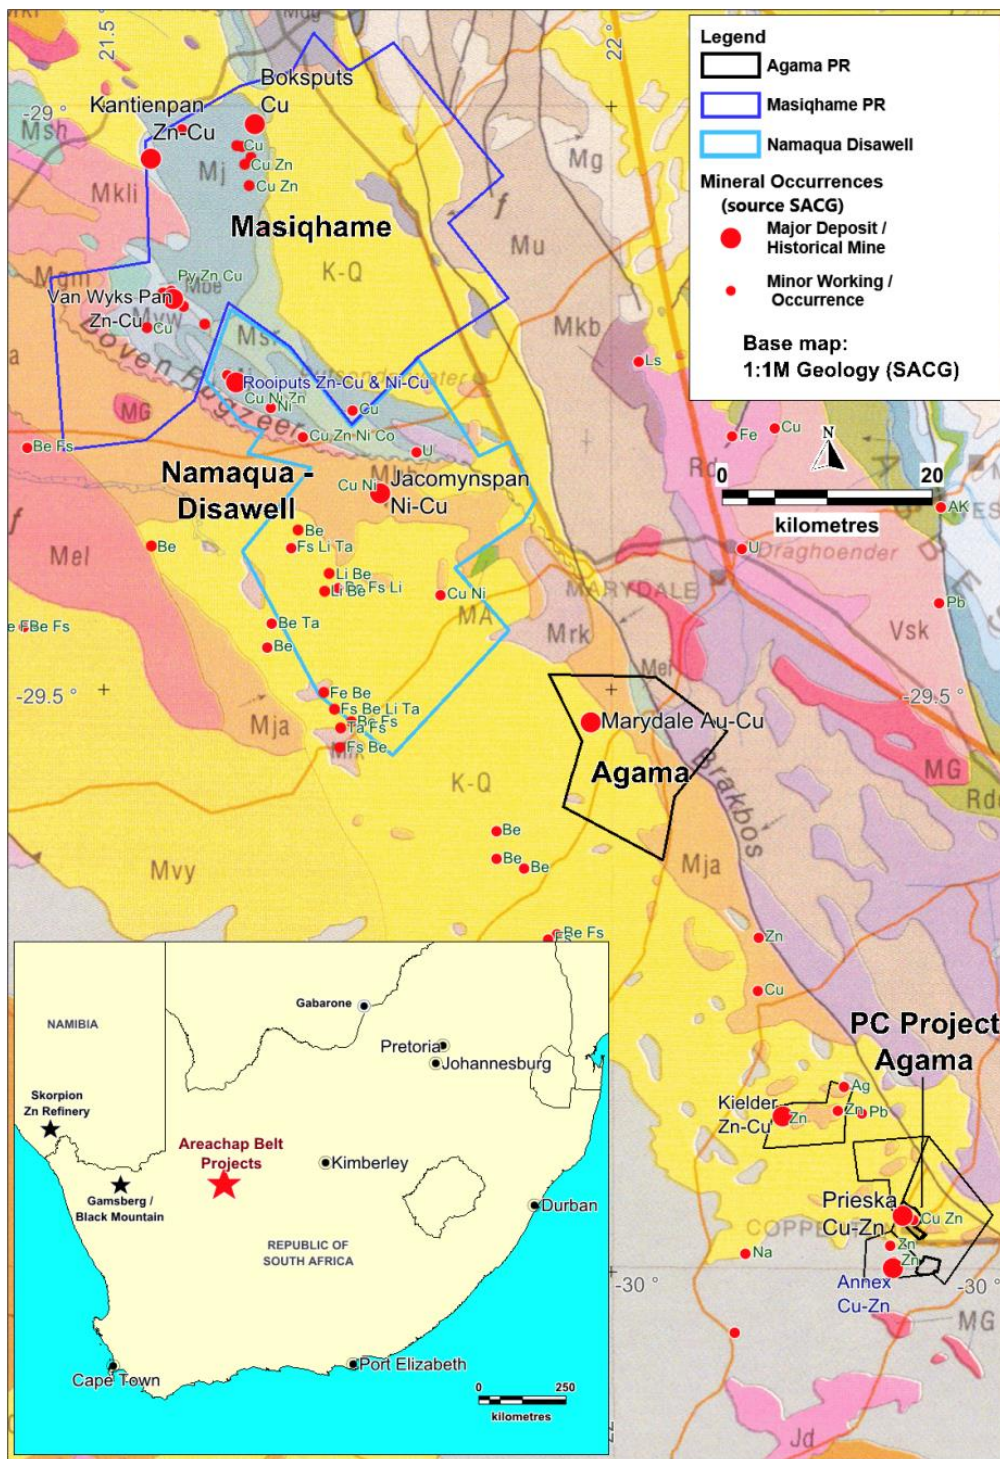 Legend
Agama PR
Masiqhame PR
Namaqua Disawell
Mineral Occurrences
(source SACG)
Major Deposit /
Historical Mine
Minor Working /
Occurrence
Base map:
1:1M Geology (SACG)
N
0 20
kilometres
21.5 °
22 °
-29 °
Boksputs
Cu
Kantienpan
Zn-Cu
Msh
Cu
Cu Zn
Cu Zn
Mj
Mkli
Mg
Masiqhame
K-Q
f
Mu
Mgm
Py Zn Cu
Mbe
Van Wyks Pan
Zn-Cu
Mvw
Cu
Msr
Mkb
Ls
Rooiputs Zn-Cu & Ni-Cu
Cu Ni Zn
Ni
Cu
MG
Cu Zn Ni Co
U
Be Fs
Fe
Cu
Rd
Namaqua -
Disawell
Cu Ni
Jacomynspan
Ni-Cu
AK
f
Mel
Be
Be
Fs Li Ta
U
Draghoender
Li Be
Be Fs Li
Li Be
Cu Ni
MARYDALE
Pb
MA
Be Ta
Be
Be Fs
Mrk
Vsk
-29.5 °
-29.5 °
Fe Be
Fs Be Li Ta
Be Fs
Ta Fs
Fs Be
Mja
Marydale Au-Cu
Agama
Brakbos
MG
K-Q
Be
Be
Be
Mja
Mvy
Be Fs
Zn
Cu
PC Project
Agama
Kielder
Zn-Cu
Zn
Ag
Zn
Pb
Prieska
Cu-Zn
Cu Zn
Zn
Zn
Na
Annex
Cu-Zn
-30 °
-30 °
MG
Jd
Gabarone
NAMIBIA
Pretoria
Johannesburg
Skorpion
Zn Refinery
Areachap Belt
Projects
Kimberley
Gamsberg /
Black Mountain
Durban
REPUBLIC OF
SOUTH AFRICA
Cape Town
Port Elizabeth
0 250
kilometres